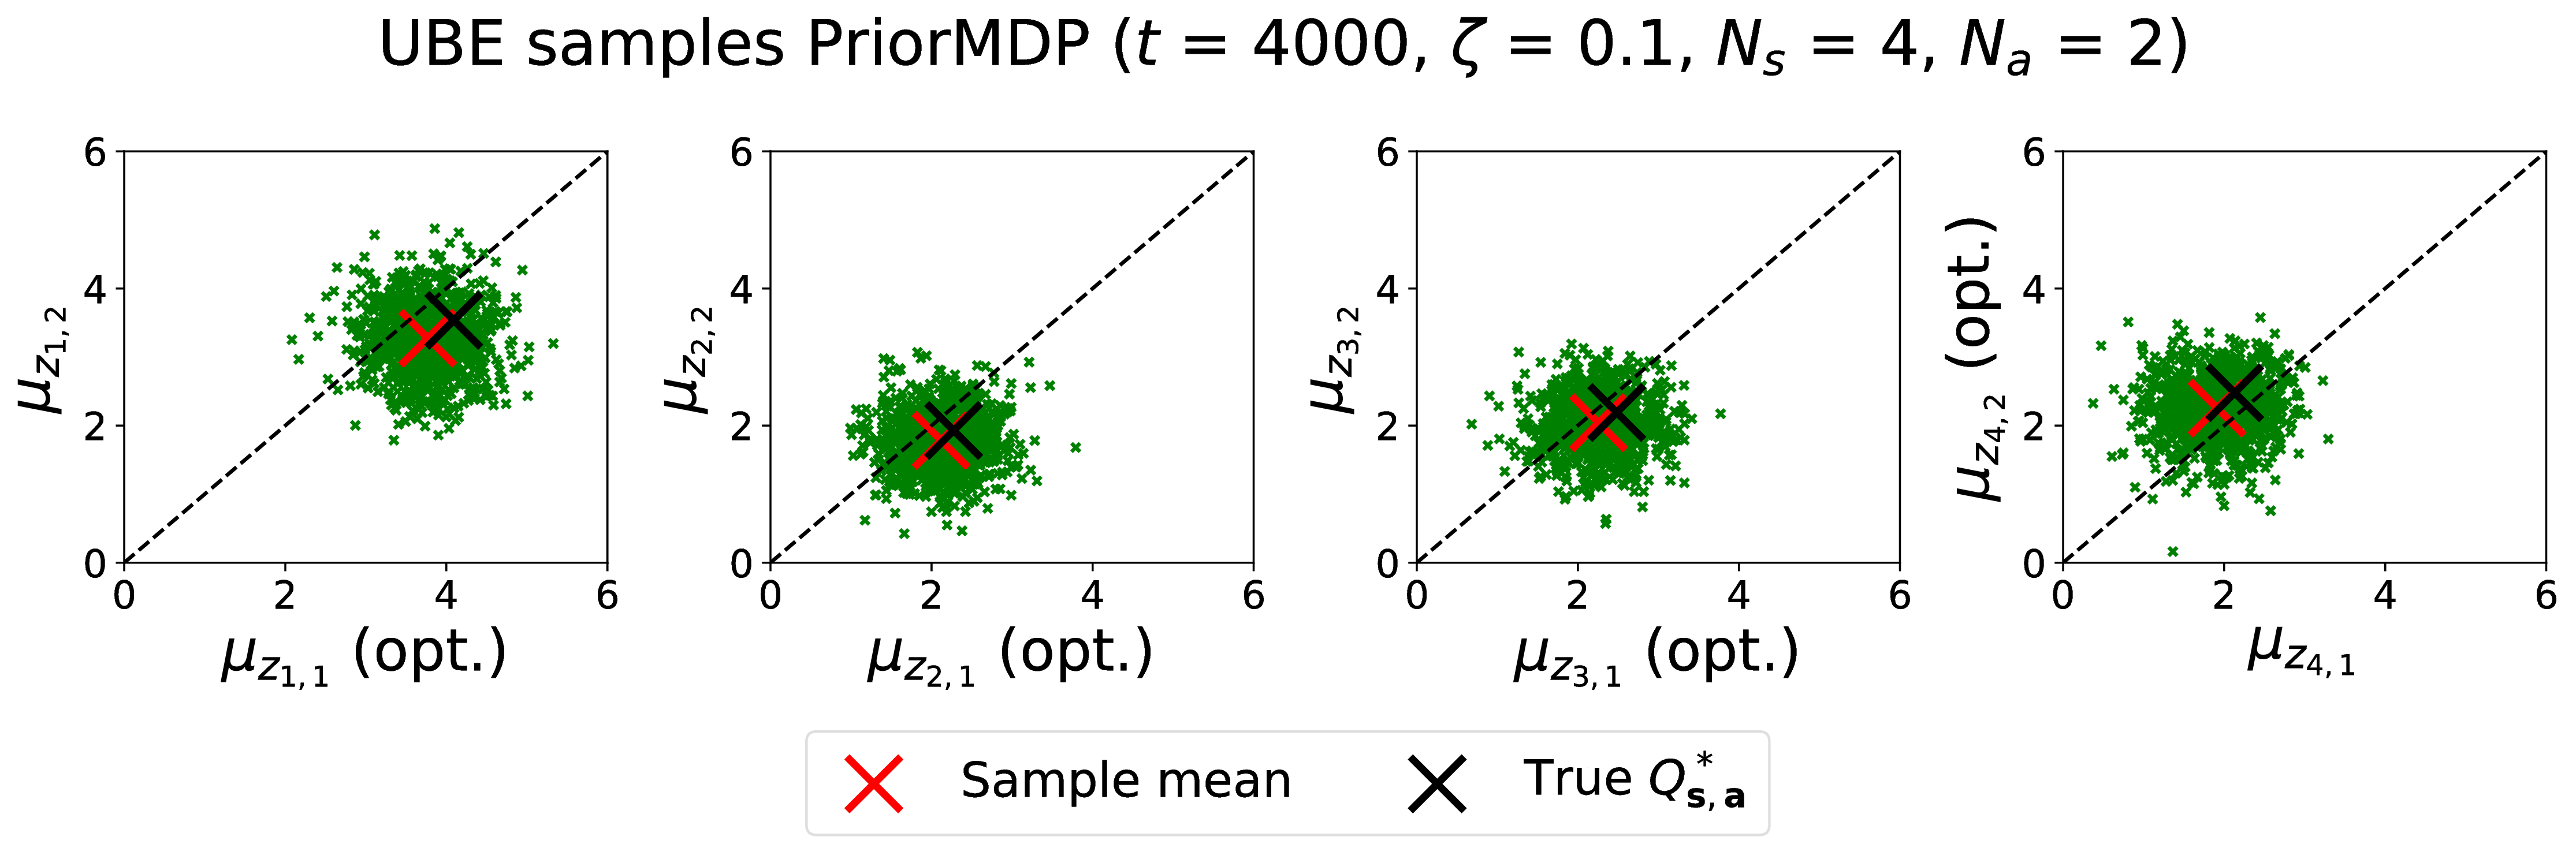 UBE samples PriorMDP (t = 4000, ζ = 0.1, N_s = 4, N_a = 2)
6
4
2
0
0 2 4 6
μ_{z_{1,2}}
μ_{z_{1,1}} (opt.)
6
4
2
0
0 2 4 6
μ_{z_{2,2}}
μ_{z_{2,1}} (opt.)
6
4
2
0
0 2 4 6
μ_{z_{3,2}}
μ_{z_{3,1}} (opt.)
6
4
2
0
0 2 4 6
μ_{z_{4,2}} (opt.)
μ_{z_{4,1}}
Sample mean
True Q^*_{s,a}